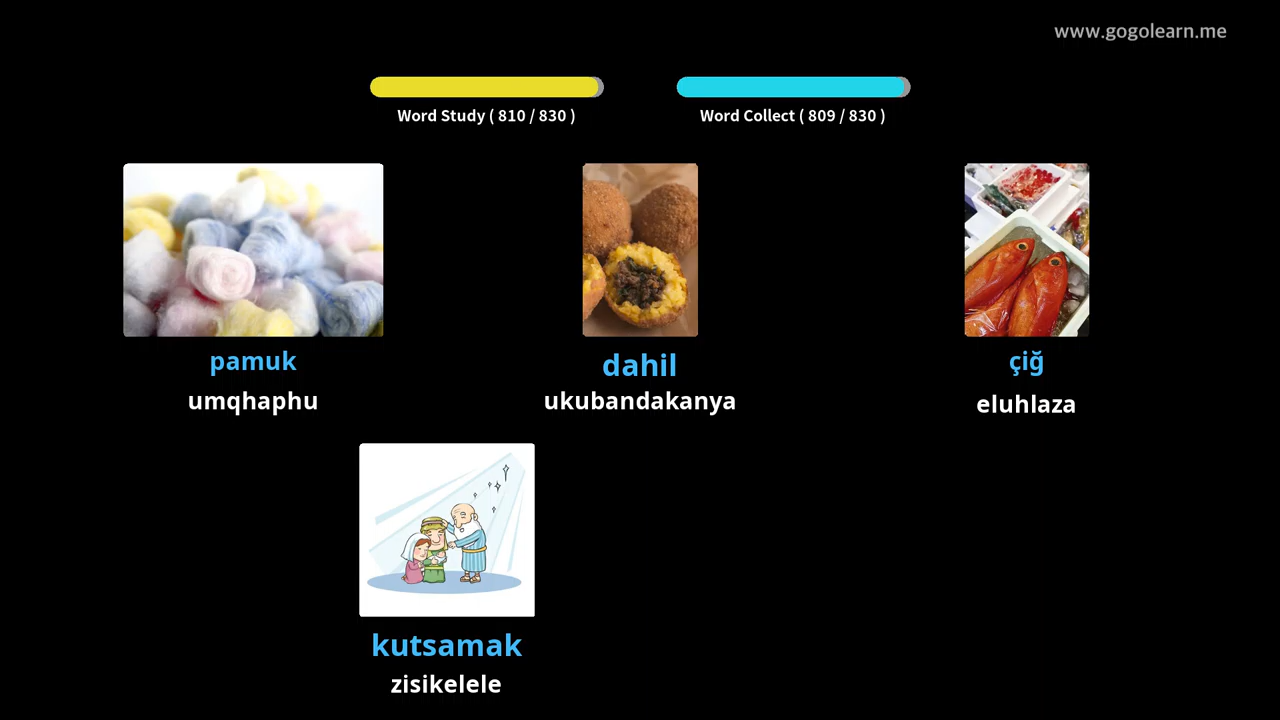 www.gogolearn.me
Word Study ( 810 / 830 )
Word Collect ( 809 / 830 )
pamuk
umqhaphu
dahil
ukubandakanya
çiğ
eluhlaza
kutsamak
zisikelele